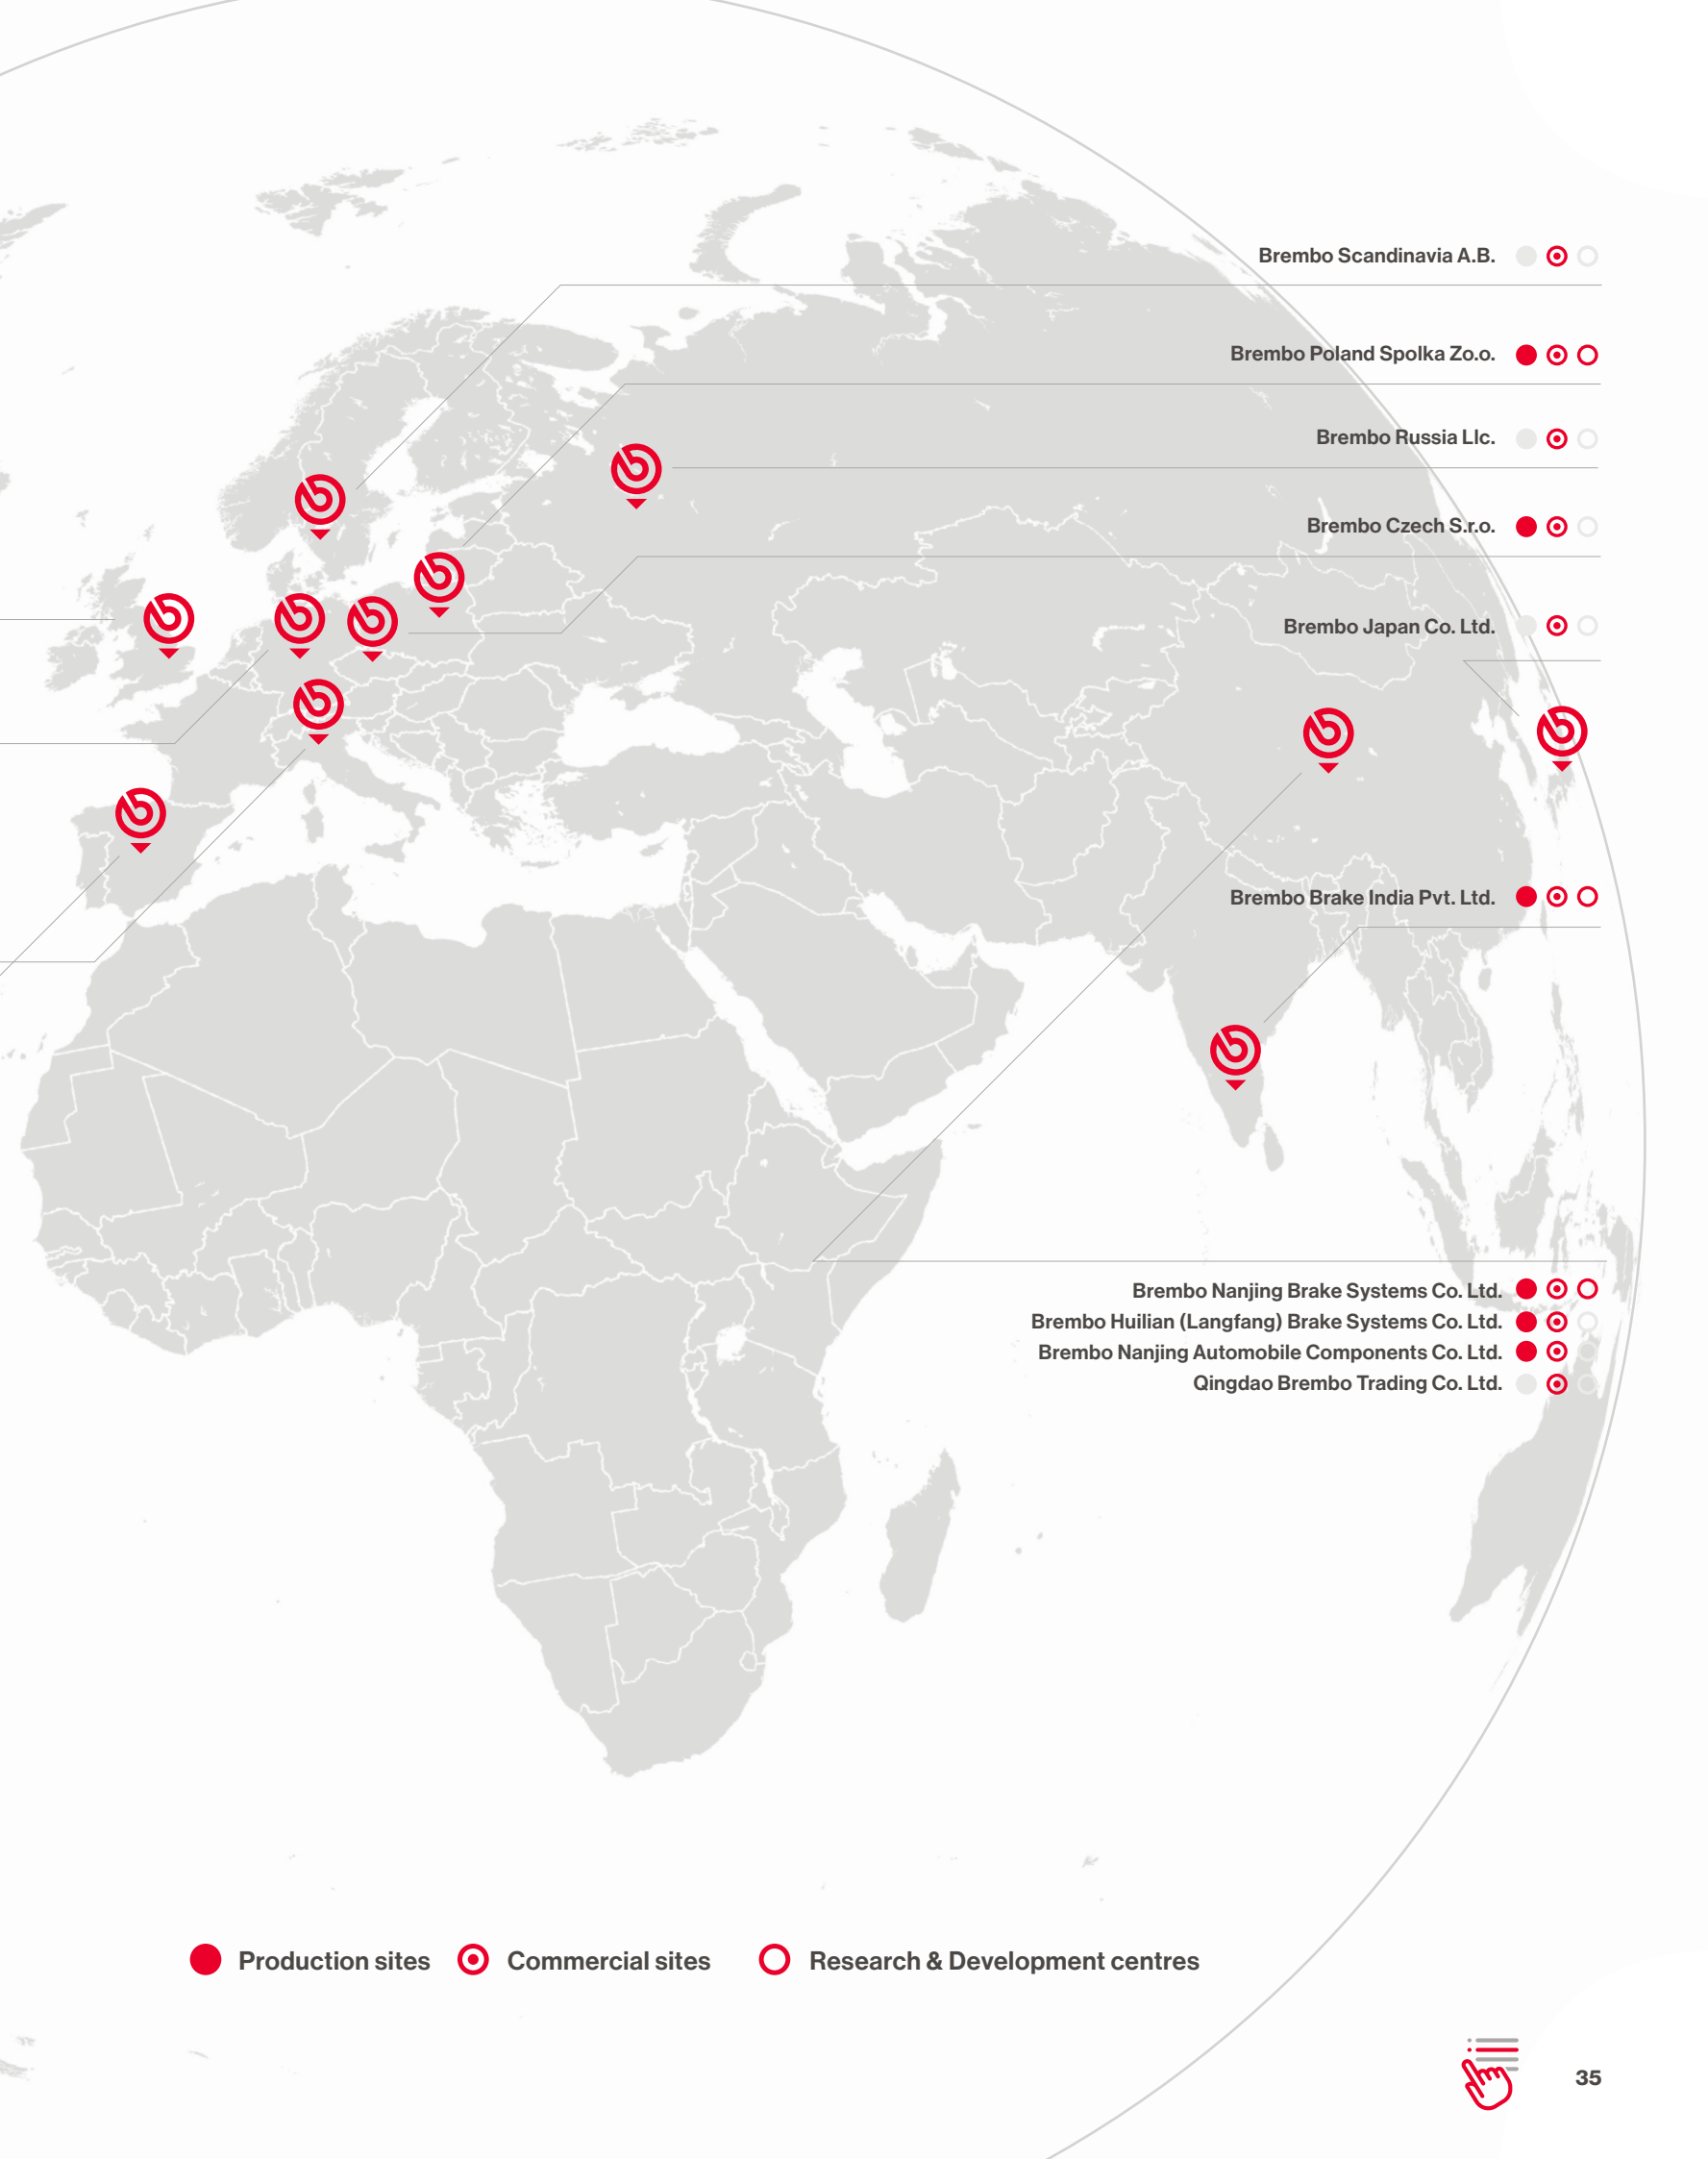 Brembo Scandinavia A.B.
Brembo Poland Spolka Zo.o.
Brembo Russia Llc.
Brembo Czech S.r.o.
Brembo Japan Co. Ltd.
Brembo Brake India Pvt. Ltd.
Brembo Nanjing Brake Systems Co. Ltd.
Brembo Huilian (Langfang) Brake Systems Co. Ltd.
Brembo Nanjing Automobile Components Co. Ltd.
Qingdao Brembo Trading Co. Ltd.
Production sites
Commercial sites
Research & Development centres
35